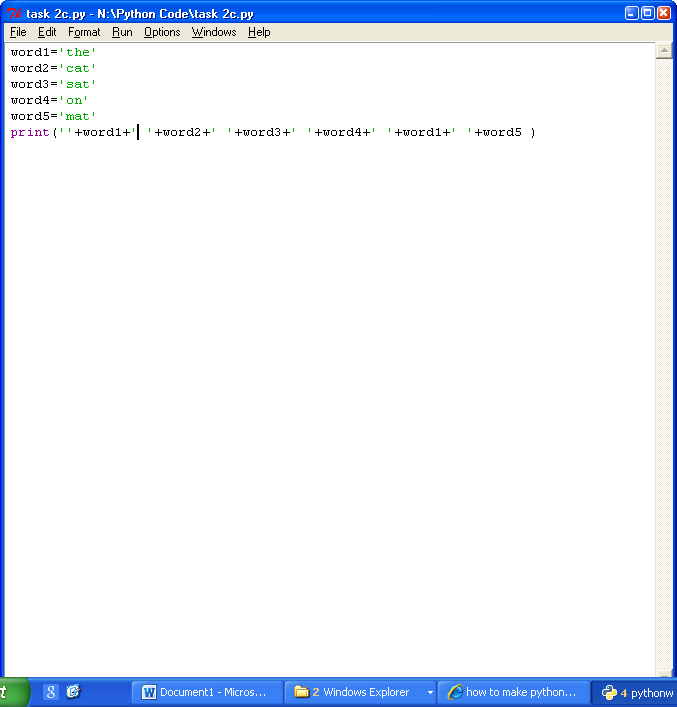 task 2c.py - N:\Python Code\task 2c.py
File Edit Format Run Options Windows Help
word1='the'
word2='cat'
word3='sat'
word4='on'
word5='mat'
print(''+word1+' '+word2+' '+word3+' '+word4+' '+word1+' '+word5 )
t 8 Document1 - Micros... 2 Windows Explorer how to make python... 4 pythonw